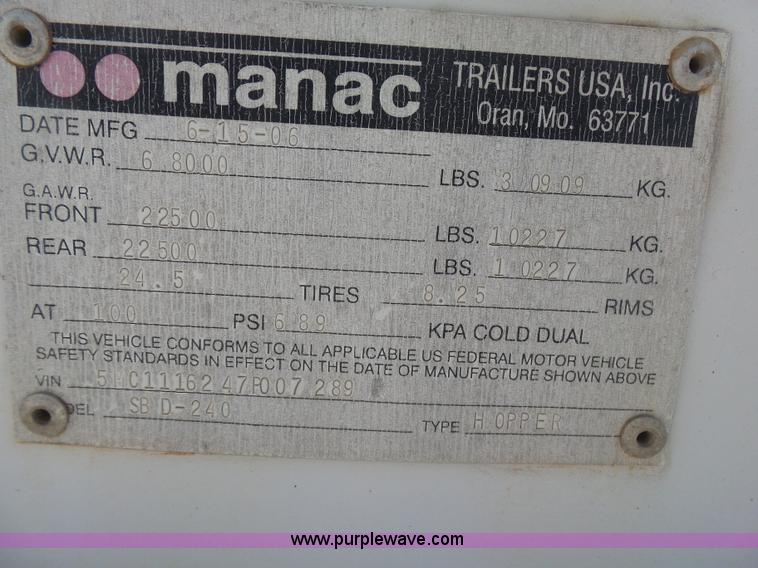 manac TRAILERS USA, Inc.
Oran, Mo. 63771
DATE MFG 6-15-06
G.V.W.R. 68000 LBS. 30909 KG.
G.A.W.R.
FRONT 22500 LBS. 10227 KG.
REAR 22500 LBS. 10227 KG.
24.5 TIRES 8.25 RIMS
AT 100 PSI 689 KPA COLD DUAL
THIS VEHICLE CONFORMS TO ALL APPLICABLE US FEDERAL MOTOR VEHICLE
SAFETY STANDARDS IN EFFECT ON THE DATE OF MANUFACTURE SHOWN ABOVE
VIN
SBD-240 TYPE HOPPER
www.purplewave.com